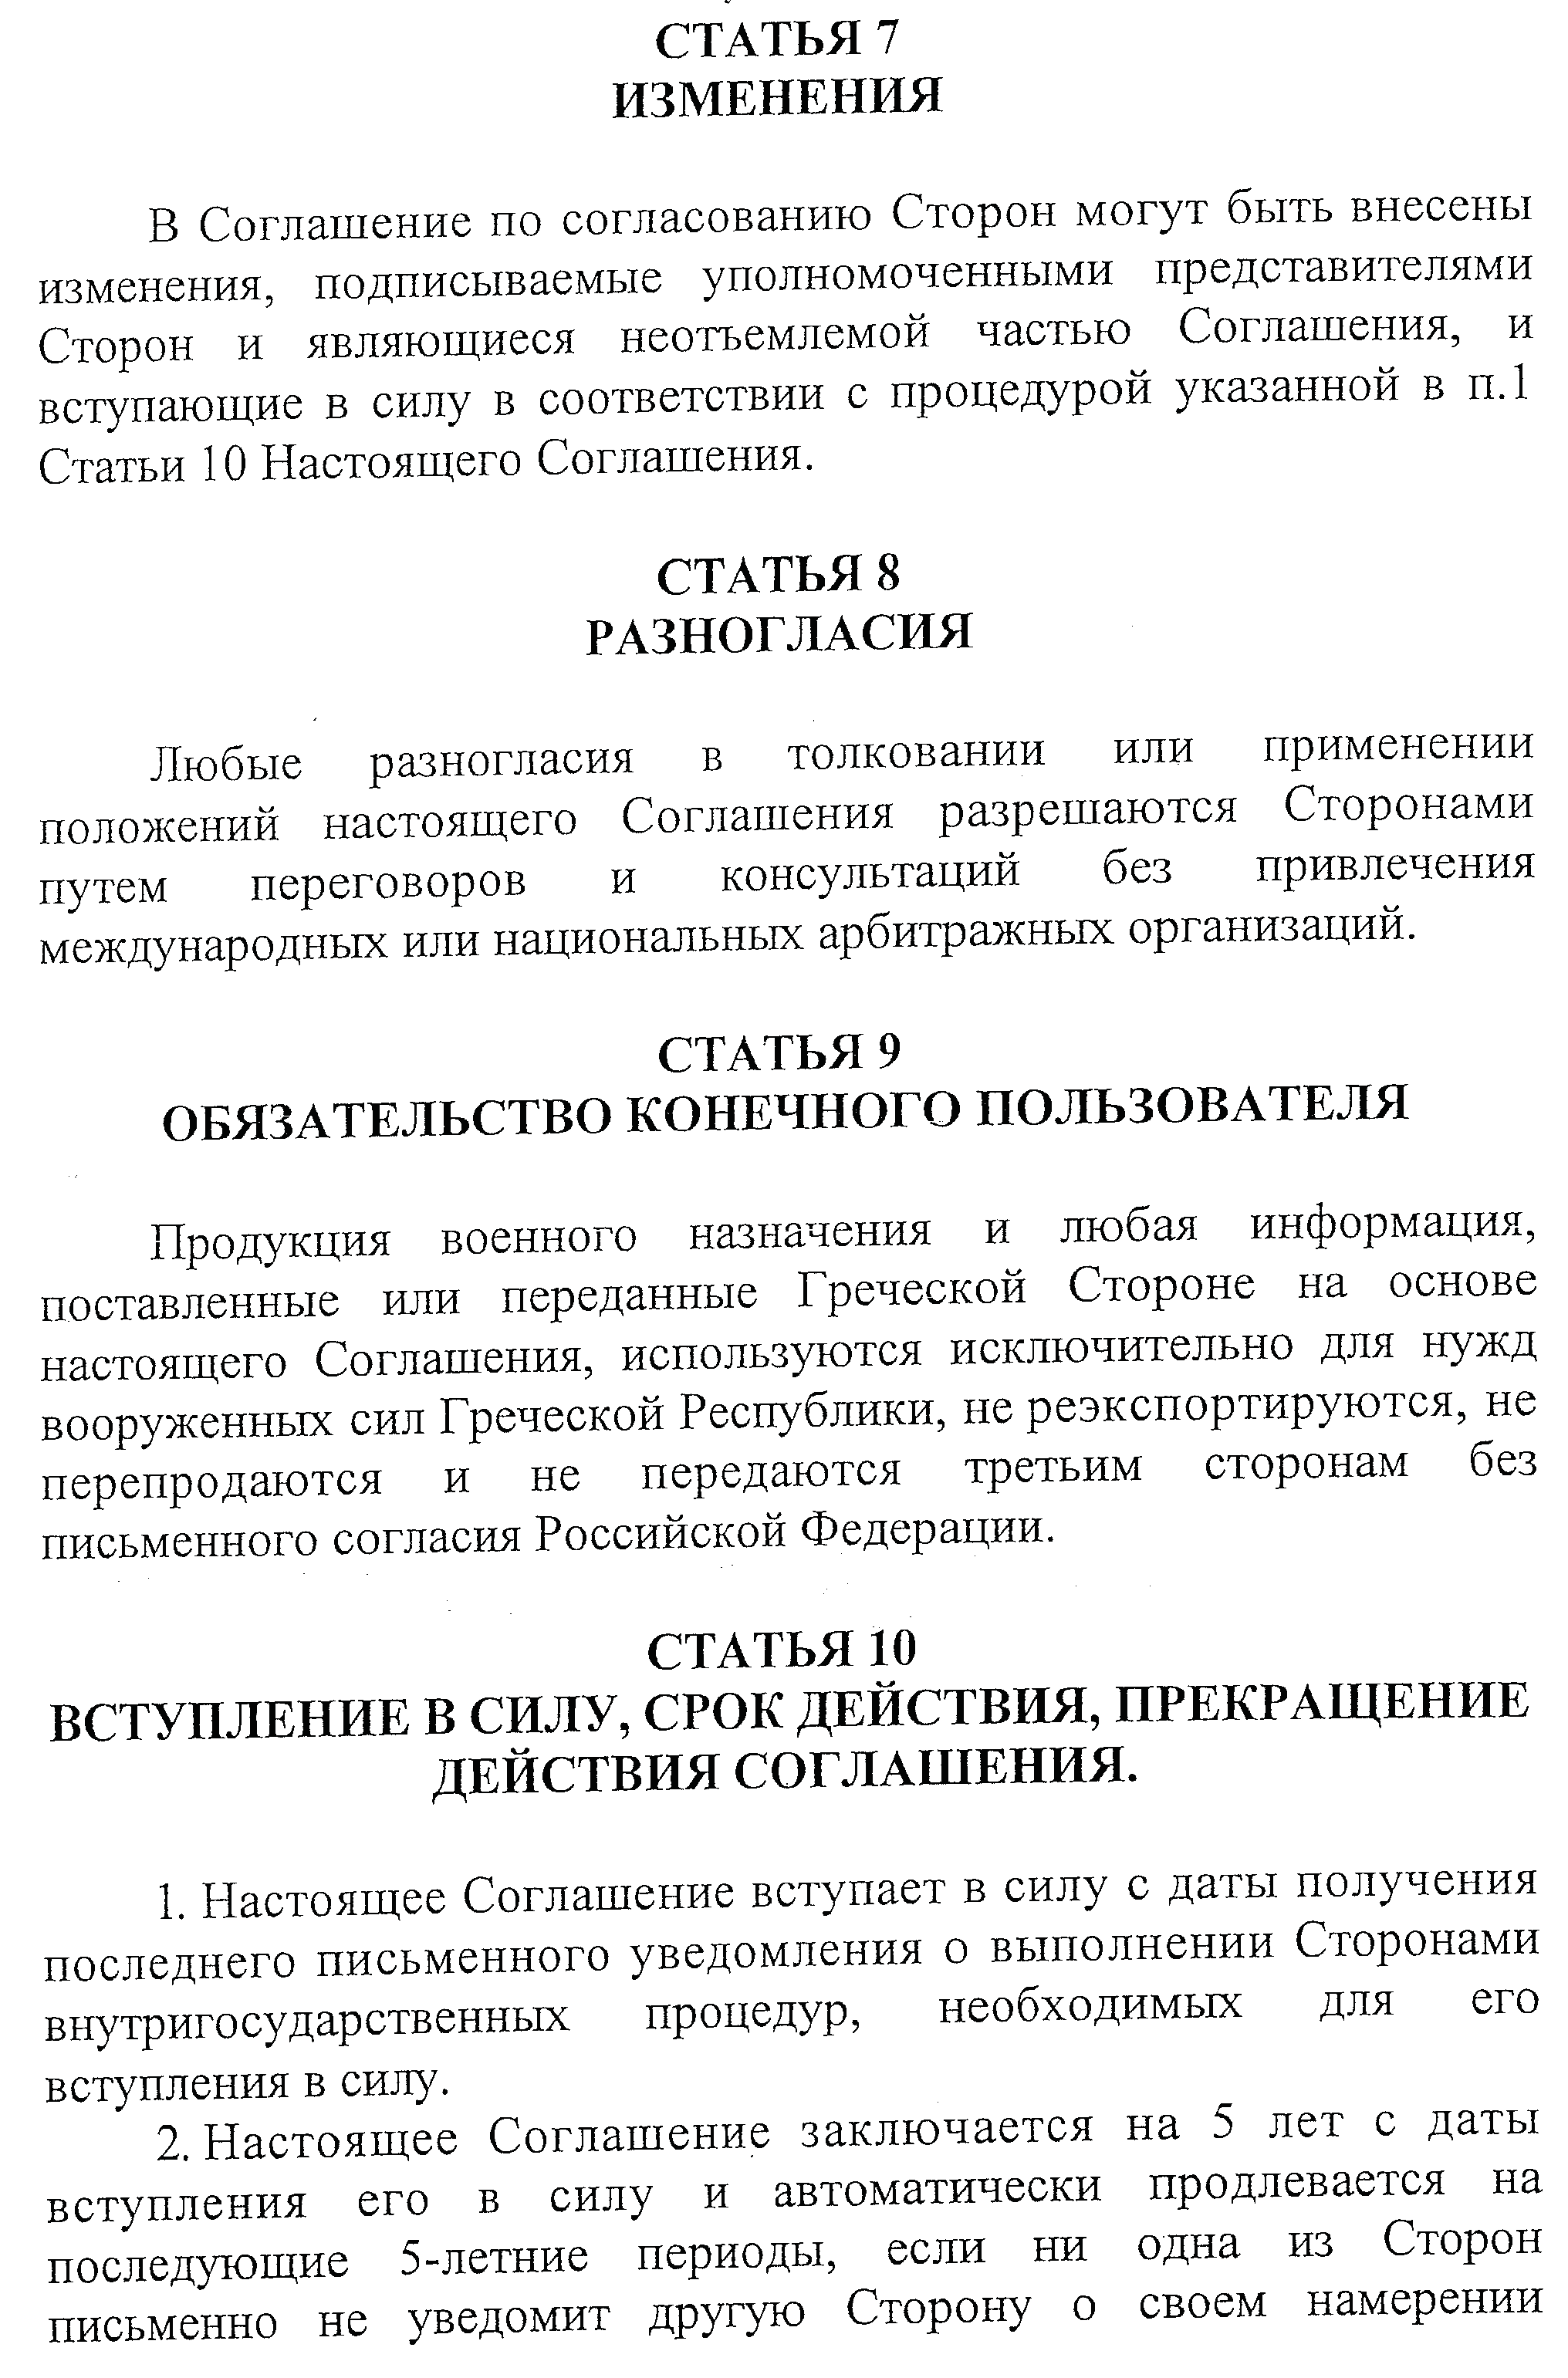 СТАТЬЯ 7
ИЗМЕНЕНИЯ
В Соглашение по согласованию Сторон могут быть внесены
изменения, подписываемые уполномоченными представителями
Сторон и являющиеся неотъемлемой частью Соглашения, и
вступающие в силу в соответствии с процедурой указанной в п.1
Статьи 10 Настоящего Соглашения.
СТАТЬЯ 8
РАЗНОГЛАСИЯ
Любые разногласия в толковании или применении
положений настоящего Соглашения разрешаются Сторонами
путем переговоров и консультаций без привлечения
международных или национальных арбитражных организаций.
СТАТЬЯ 9
ОБЯЗАТЕЛЬСТВО КОНЕЧНОГО ПОЛЬЗОВАТЕЛЯ
Продукция военного назначения и любая информация,
поставленные или переданные Греческой Стороне на основе
настоящего Соглашения, используются исключительно для нужд
вооруженных сил Греческой Республики, не реэкспортируются, не
перепродаются и не передаются третьим сторонам без
письменного согласия Российской Федерации.
СТАТЬЯ 10
ВСТУПЛЕНИЕ В СИЛУ, СРОК ДЕЙСТВИЯ, ПРЕКРАЩЕНИЕ
ДЕЙСТВИЯ СОГЛАШЕНИЯ.
1. Настоящее Соглашение вступает в силу с даты получения
последнего письменного уведомления о выполнении Сторонами
внутригосударственных процедур, необходимых для его
вступления в силу.
2. Настоящее Соглашение заключается на 5 лет с даты
вступления его в силу и автоматически продлевается на
последующие 5-летние периоды, если ни одна из Сторон
письменно не уведомит другую Сторону о своем намерении